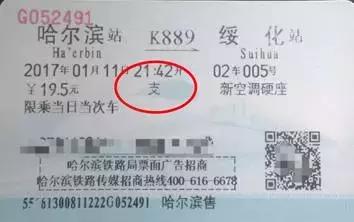 G052491
哈尔滨站 K889 绥化站
Ha'erbin Suihua
2017年01月11日21:42开 02车005号
￥19.5元 支 新空调硬座
限乘当日当次车
哈尔滨铁路局票面广告招商
哈尔滨铁路传媒招商热线400-616-6678
5561300811222G052491 哈尔滨售